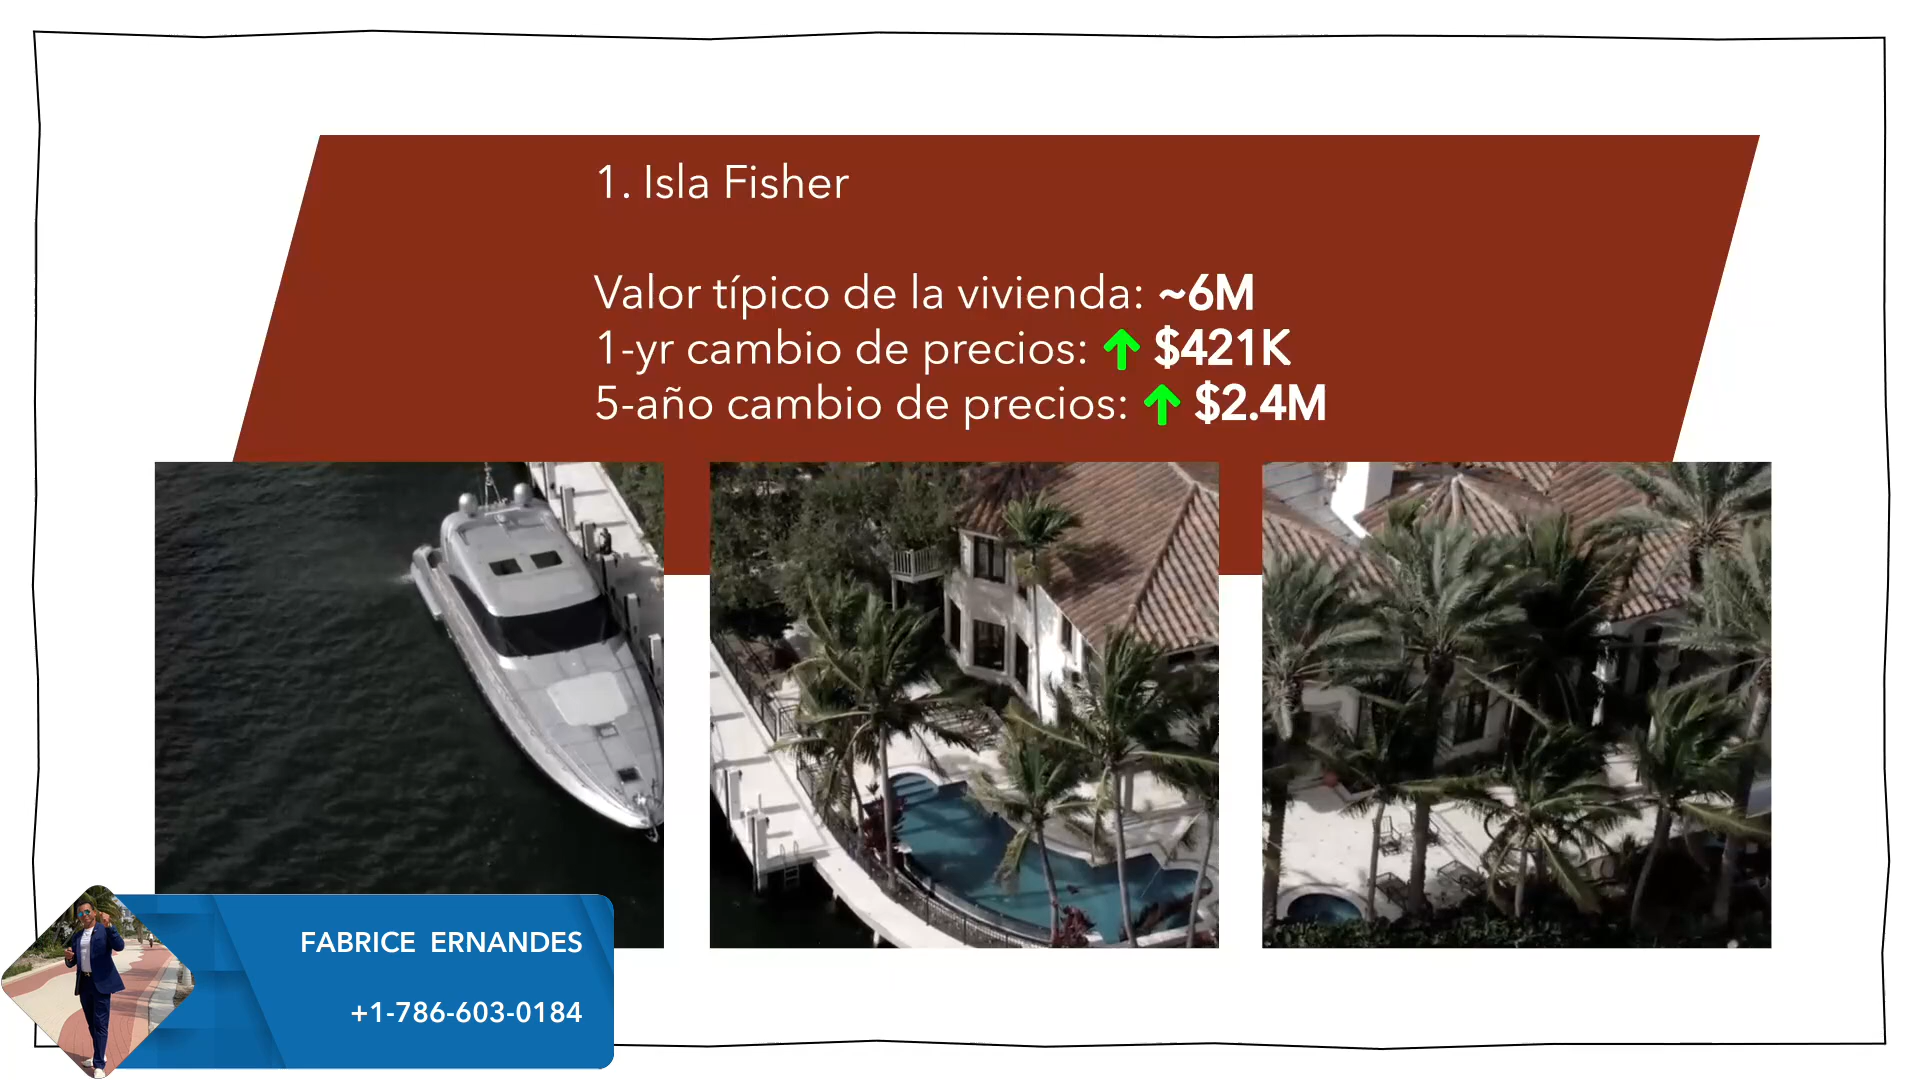 1. Isla Fisher
Valor típico de la vivienda: ~6M
1-yr cambio de precios: ↑ $421K
5-año cambio de precios: ↑ $2.4M
FABRICE ERNANDES
+1-786-603-0184